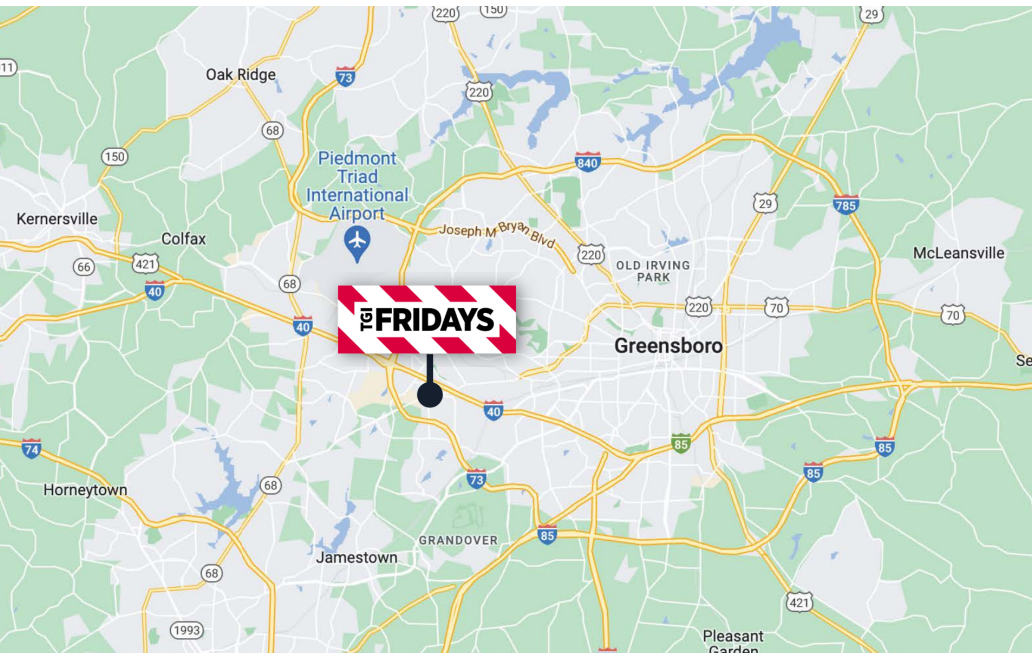 220
150
29
11
Oak Ridge
73
220
68
150
Piedmont
Triad
International
Airport
840
Kernersville
Colfax
Joseph M Bryan Blvd
29
785
McLeansville
66
421
40
68
220
OLD IRVING
PARK
40
TGI FRIDAYS
220
70
70
Greensboro
Se
40
74
85
85
85
Horneytown
68
73
GRANDOVER
85
Jamestown
68
421
1993
Pleasant
Garden